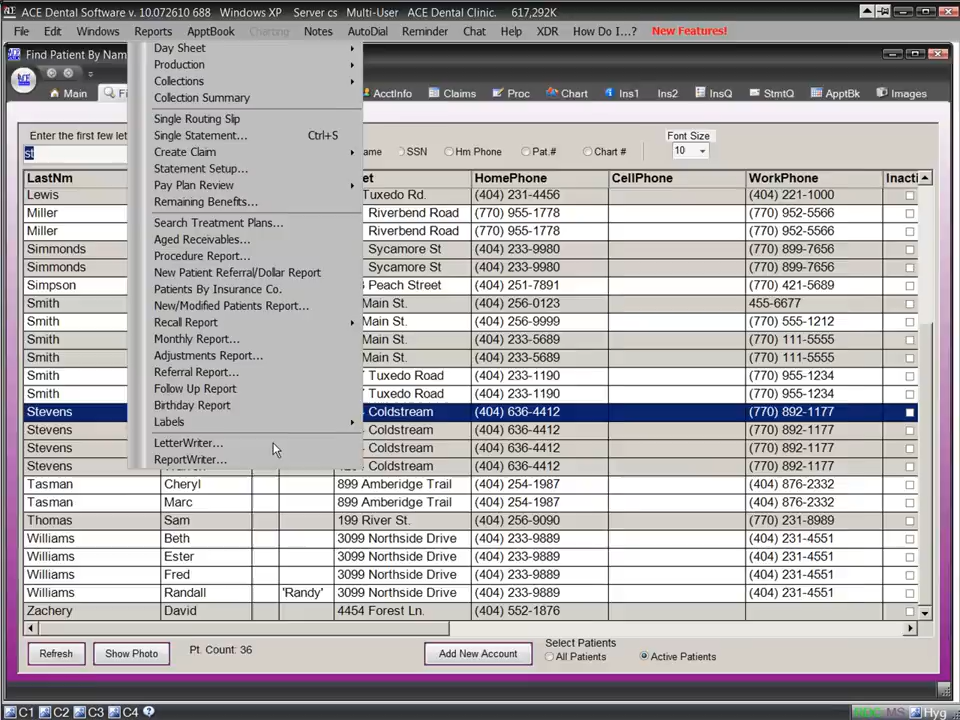 ACE Dental Software v. 10.072610 688 Windows XP Server cs Multi-User ACE Dental Clinic. 617,292K
File Edit Windows Reports ApptBook Charting Notes AutoDial Reminder Chat Help XDR How Do I...? New Features!
Find Patient By Nam
Main Fi AcctInfo Claims Proc Chart Ins1 Ins2 InsQ StmtQ ApptBk Images
Day Sheet
Production
Collections
Collection Summary
Single Routing Slip
Single Statement... Ctrl+S
Create Claim
Statement Setup...
Pay Plan Review
Remaining Benefits...
Search Treatment Plans...
Aged Receivables...
Procedure Report...
New Patient Referral/Dollar Report
Patients By Insurance Co.
New/Modified Patients Report...
Recall Report
Monthly Report...
Adjustments Report...
Referral Report...
Follow Up Report
Birthday Report
Labels
LetterWriter...
ReportWriter...
Enter the first few let
st
ame SSN Hm Phone Pat.# Chart #
Font Size
10
LastNm et HomePhone CellPhone WorkPhone Inacti
Lewis Tuxedo Rd. (404) 231-4456 (404) 221-1000
Miller Riverbend Road (770) 955-1778 (770) 952-5566
Miller Riverbend Road (770) 955-1778 (770) 952-5566
Simmonds Sycamore St (404) 233-9980 (770) 899-7656
Simmonds Sycamore St (404) 233-9980 (770) 899-7656
Simpson Peach Street (404) 251-7891 (770) 421-5689
Smith Main St. (404) 256-0123 455-6677
Smith Main St. (404) 256-9999 (770) 555-1212
Smith Main St. (404) 233-5689 (770) 111-5555
Smith Main St. (404) 233-5689 (770) 111-5555
Smith Tuxedo Road (404) 233-1190 (770) 955-1234
Smith Tuxedo Road (404) 233-1190 (770) 955-1234
Stevens Coldstream (404) 636-4412 (770) 892-1177
Stevens Coldstream (404) 636-4412 (770) 892-1177
Stevens Coldstream (404) 636-4412 (770) 892-1177
Stevens Coldstream (404) 636-4412 (770) 892-1177
Tasman Cheryl 899 Amberidge Trail (404) 254-1987 (404) 876-2332
Tasman Marc 899 Amberidge Trail (404) 254-1987 (404) 876-2332
Thomas Sam 199 River St. (404) 256-9090 (770) 231-8989
Williams Beth 3099 Northside Drive (404) 233-9889 (404) 231-4551
Williams Ester 3099 Northside Drive (404) 233-9889 (404) 231-4551
Williams Fred 3099 Northside Drive (404) 233-9889 (404) 231-4551
Williams Randall 'Randy' 3099 Northside Drive (404) 233-9889 (404) 231-4551
Zachery David 4454 Forest Ln. (404) 552-1876
Refresh Show Photo Pt. Count: 36 Add New Account
Select Patients
All Patients Active Patients
C1 C2 C3 C4 MS Hyg